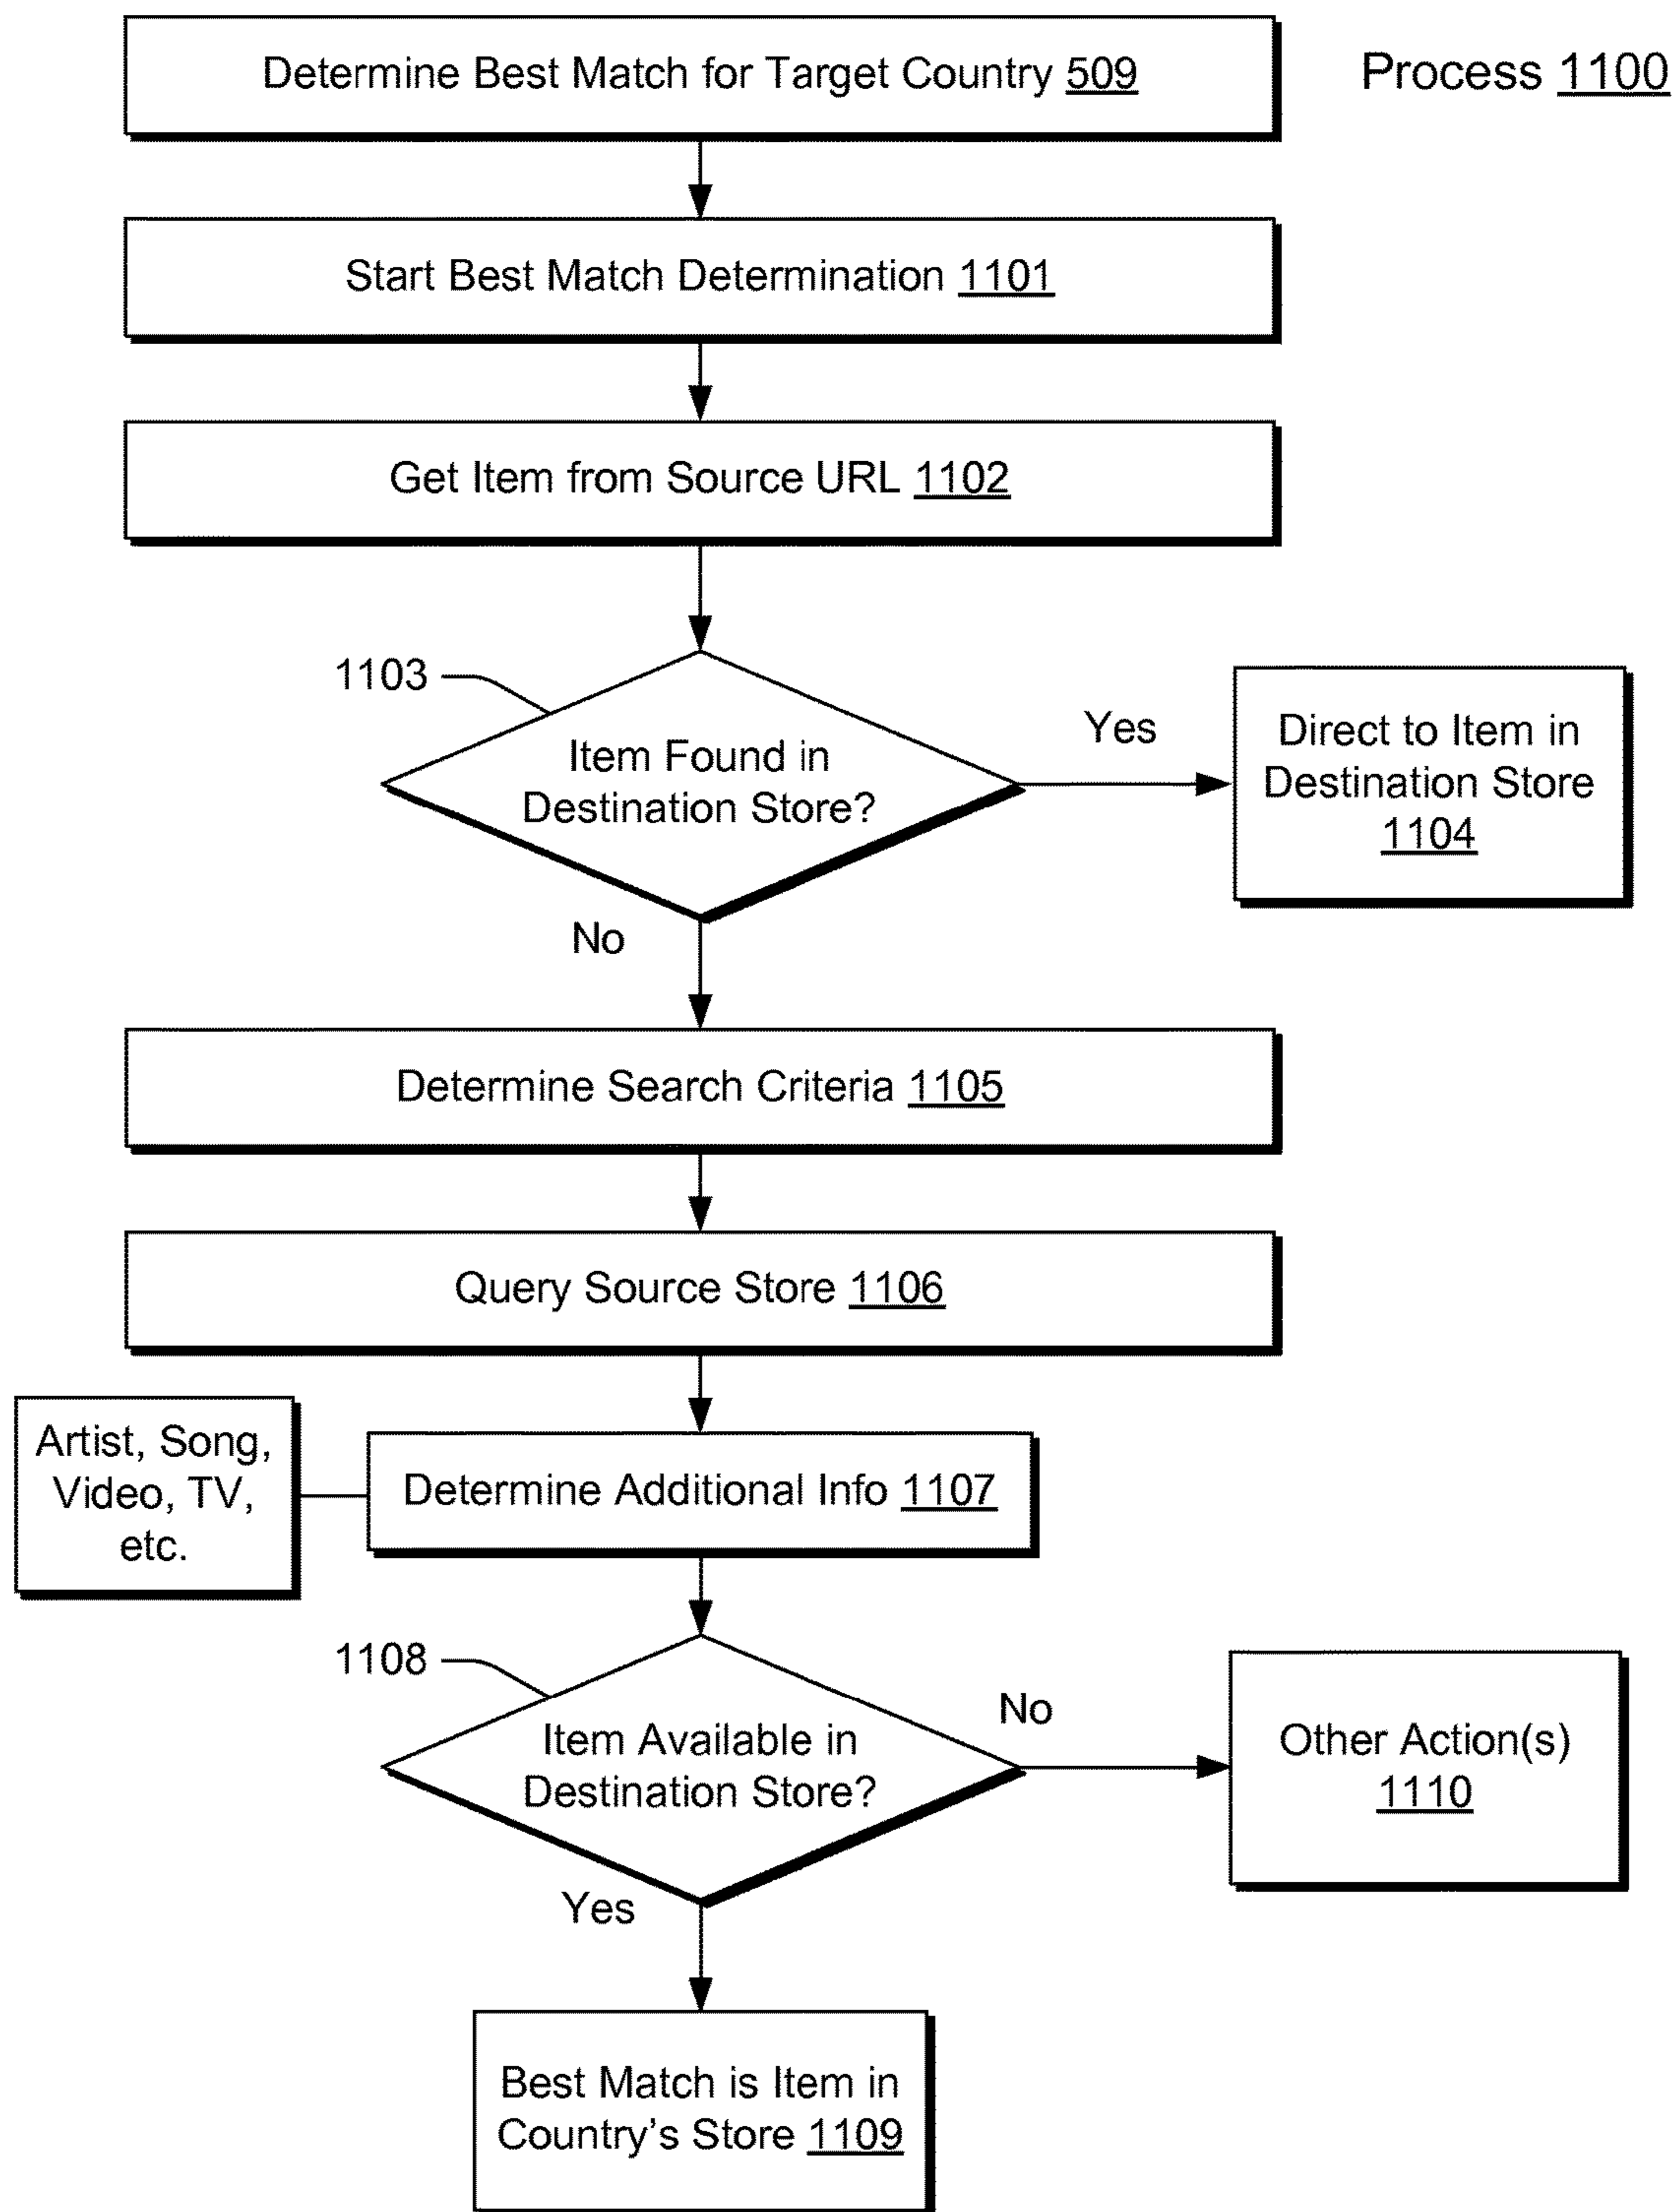 Determine Best Match for Target Country 509
Process 1100
Start Best Match Determination 1101
Get Item from Source URL 1102
1103
Item Found in
Destination Store?
Yes
Direct to Item in
Destination Store
1104
No
Determine Search Criteria 1105
Query Source Store 1106
Artist, Song,
Video, TV,
etc.
Determine Additional Info 1107
1108
Item Available in
Destination Store?
No
Other Action(s)
1110
Yes
Best Match is Item in
Country's Store 1109